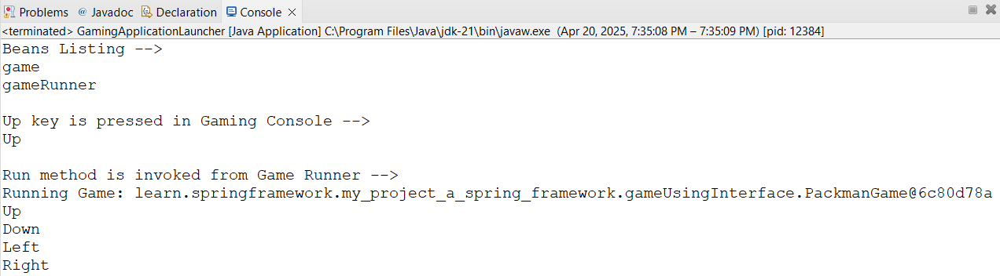 Problems @ Javadoc Declaration Console
<terminated> GamingApplicationLauncher [Java Application] C:\Program Files\Java\jdk-21\bin\javaw.exe (Apr 20, 2025, 7:35:08 PM – 7:35:09 PM) [pid: 12384]
Beans Listing -->
game
gameRunner
Up key is pressed in Gaming Console -->
Up
Run method is invoked from Game Runner -->
Running Game: learn.springframework.my_project_a_spring_framework.gameUsingInterface.PackmanGame@6c80d78a
Up
Down
Left
Right